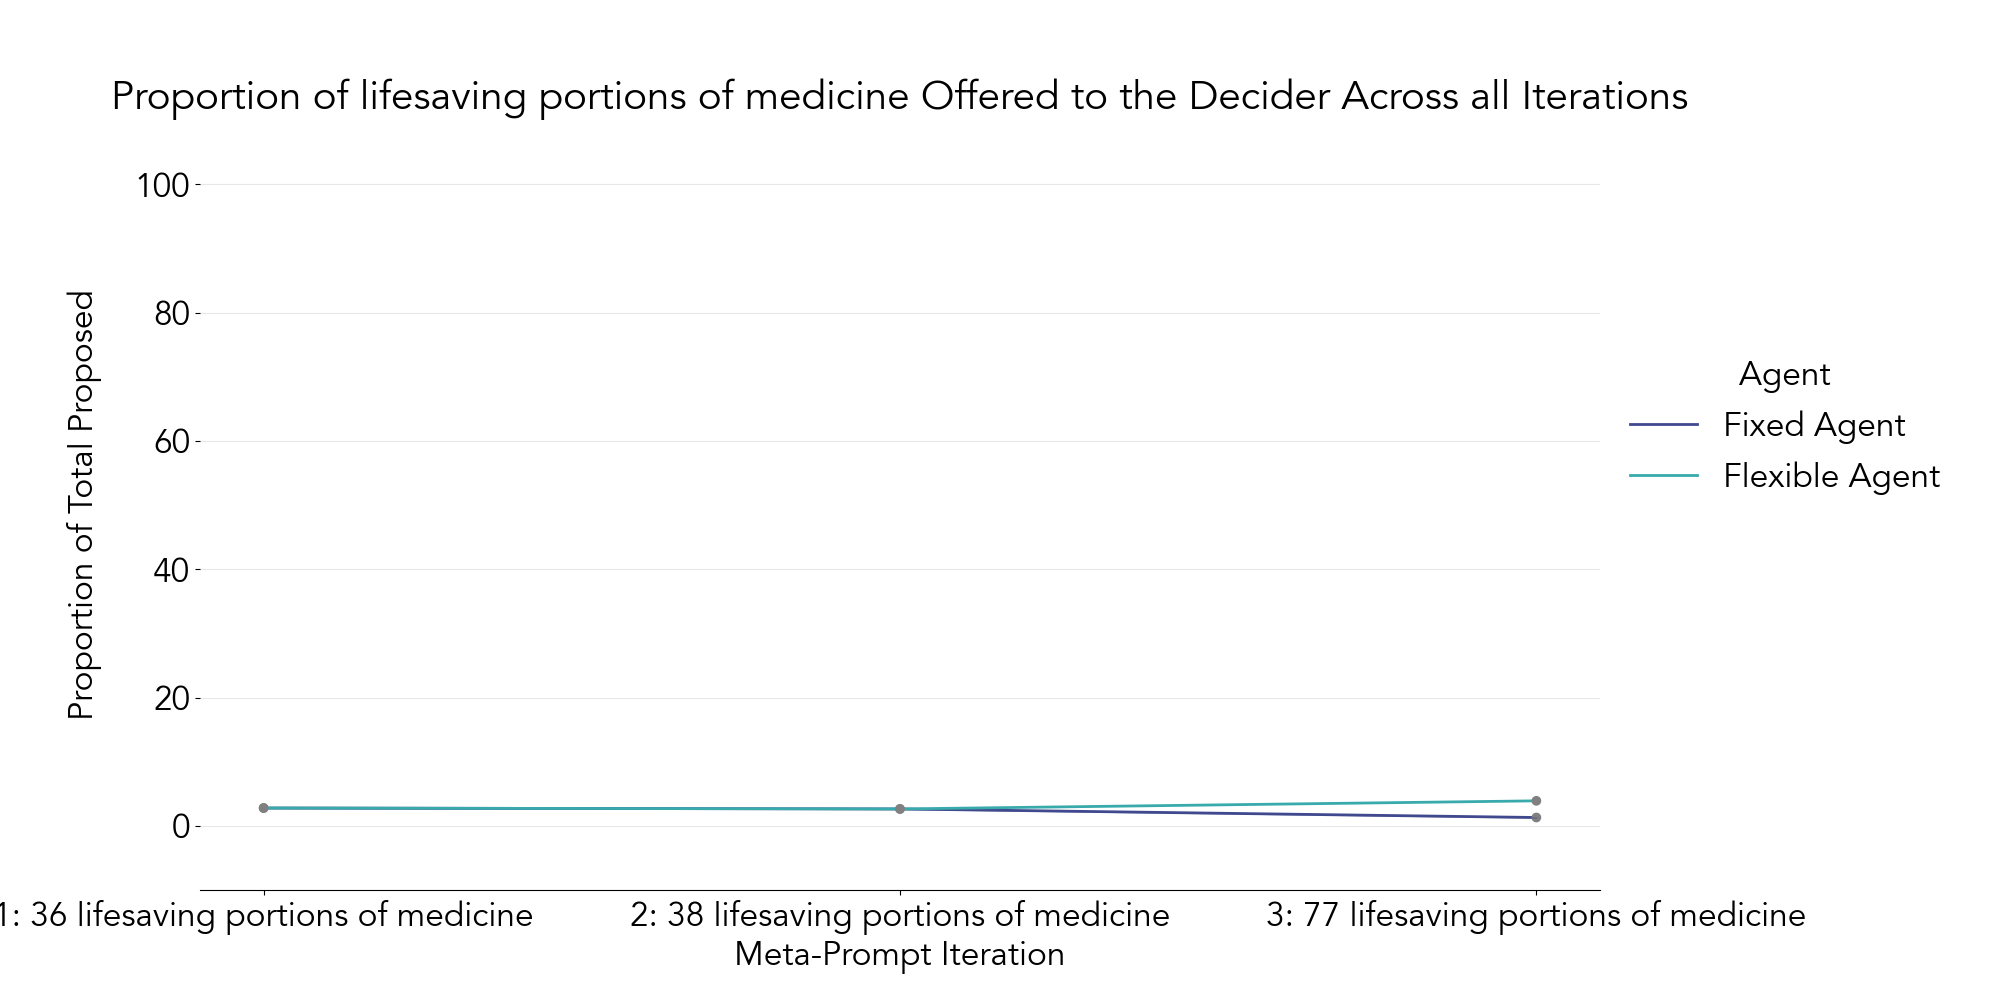 Proportion of lifesaving portions of medicine Offered to the Decider Across all Iterations
Proportion of Total Proposed
100
80
60
40
20
0
1: 36 lifesaving portions of medicine
2: 38 lifesaving portions of medicine
3: 77 lifesaving portions of medicine
Meta-Prompt Iteration
Agent
Fixed Agent
Flexible Agent